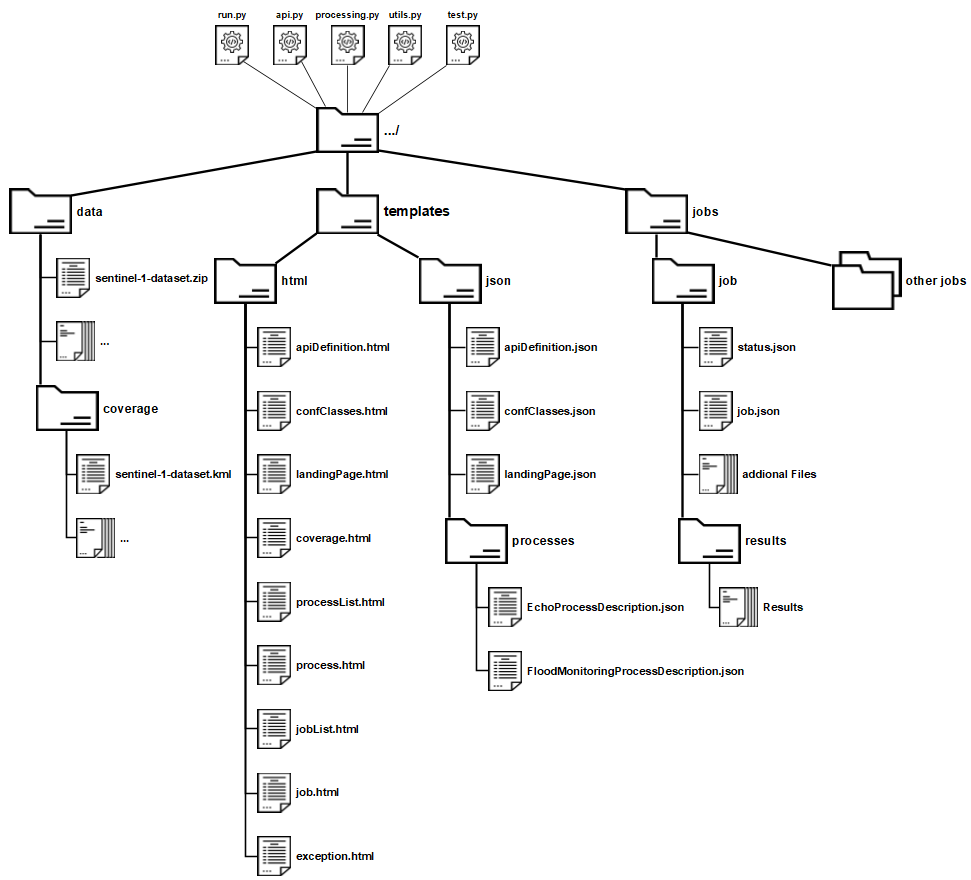 run.py
api.py
processing.py
utils.py
test.py
.../
data
templates
jobs
sentinel-1-dataset.zip
...
coverage
sentinel-1-dataset.kml
...
html
apiDefinition.html
confClasses.html
landingPage.html
coverage.html
processList.html
process.html
jobList.html
job.html
exception.html
json
apiDefinition.json
confClasses.json
landingPage.json
processes
EchoProcessDescription.json
FloodMonitoringProcessDescription.json
job
status.json
job.json
addional Files
results
Results
other jobs